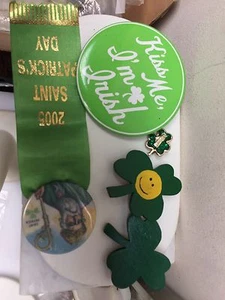 Kiss Me,
I'm
Irish
SAINT
PATRICK'S
DAY
2005